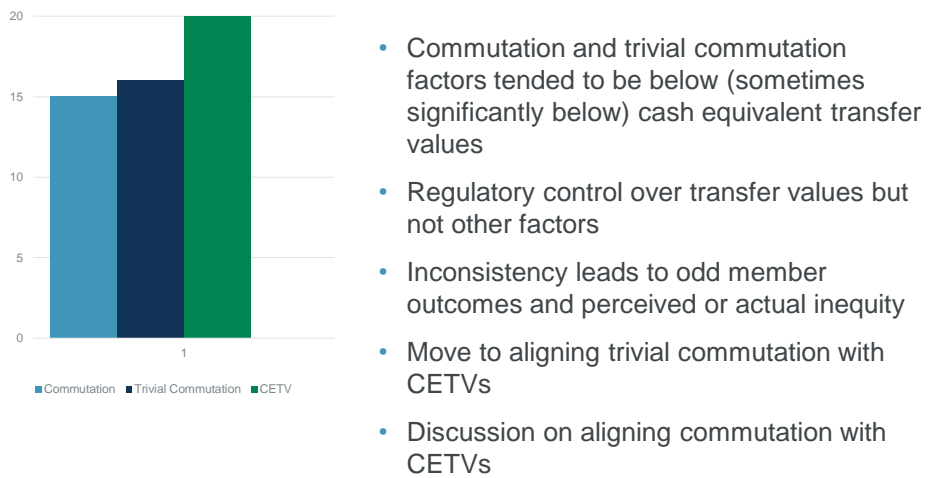 20
15
10
5
0
1
Commutation Trivial Commutation CETV
• Commutation and trivial commutation
factors tended to be below (sometimes
significantly below) cash equivalent transfer
values
• Regulatory control over transfer values but
not other factors
• Inconsistency leads to odd member
outcomes and perceived or actual inequity
• Move to aligning trivial commutation with
CETVs
• Discussion on aligning commutation with
CETVs